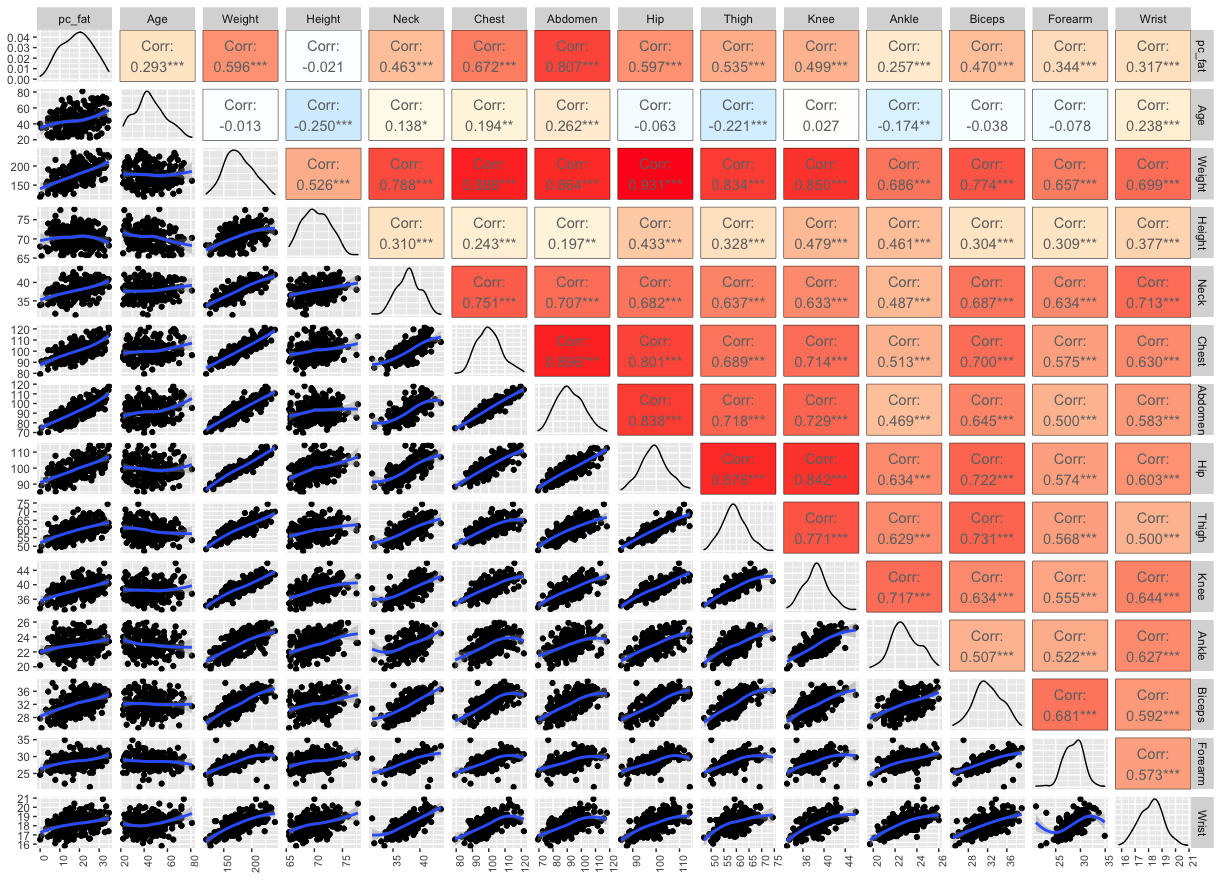 pc_fat Age Weight Height Neck Chest Abdomen Hip Thigh Knee Ankle Biceps Forearm Wrist
0.04
0.03
0.02
0.01
0.00
Corr: Corr: Corr: Corr: Corr: Corr: Corr: Corr: Corr: Corr: Corr: Corr: Corr:
0.293*** 0.596*** -0.021 0.463*** 0.672*** 0.807*** 0.597*** 0.535*** 0.499*** 0.257*** 0.470*** 0.344*** 0.317***
pc_fat
80
60
40
20
Corr: Corr: Corr: Corr: Corr: Corr: Corr: Corr: Corr: Corr: Corr: Corr:
-0.013 -0.250*** 0.138* 0.194** 0.262*** -0.063 -0.221*** 0.027 -0.174** -0.038 -0.078 0.238***
Age
200
150
Corr: Corr: Corr: Corr: Corr: Corr: Corr: Corr: Corr: Corr: Corr:
0.526*** 0.788*** 0.888*** 0.864*** 0.931*** 0.834*** 0.850*** 0.686*** 0.774*** 0.657*** 0.699***
Weight
75
70
65
Corr: Corr: Corr: Corr: Corr: Corr: Corr: Corr: Corr: Corr:
0.310*** 0.243*** 0.197** 0.433*** 0.328*** 0.479*** 0.461*** 0.304*** 0.309*** 0.377***
Height
40
35
Corr: Corr: Corr: Corr: Corr: Corr: Corr: Corr: Corr:
0.751*** 0.707*** 0.682*** 0.637*** 0.633*** 0.487*** 0.687*** 0.634*** 0.713***
Neck
120
110
100
90
80
Corr: Corr: Corr: Corr: Corr: Corr: Corr: Corr:
0.896*** 0.801*** 0.689*** 0.714*** 0.513*** 0.700*** 0.575*** 0.630***
Chest
120
110
100
90
80
70
Corr: Corr: Corr: Corr: Corr: Corr: Corr:
0.838*** 0.718*** 0.729*** 0.469*** 0.645*** 0.500*** 0.583***
Abdomen
110
100
90
Corr: Corr: Corr: Corr: Corr: Corr:
0.876*** 0.842*** 0.634*** 0.722*** 0.574*** 0.603***
Hip
75
70
65
60
55
50
Corr: Corr: Corr: Corr: Corr:
0.771*** 0.629*** 0.731*** 0.568*** 0.500***
Thigh
44
40
36
Corr: Corr: Corr: Corr:
0.717*** 0.634*** 0.555*** 0.644***
Knee
26
24
22
20
Corr: Corr: Corr:
0.507*** 0.522*** 0.627***
Ankle
36
32
28
Corr: Corr:
0.681*** 0.592***
Biceps
35
30
25
Corr:
0.573***
Forearm
21
20
19
18
17
16
Wrist
0 10 20 30 20 40 60 80 150 200 65 70 75 35 40 80 90 100 110 120 70 80 90 100 110 120 90 100 110 50 55 60 65 70 75 36 40 44 20 22 24 26 28 32 36 25 30 35 16 17 18 19 20 21